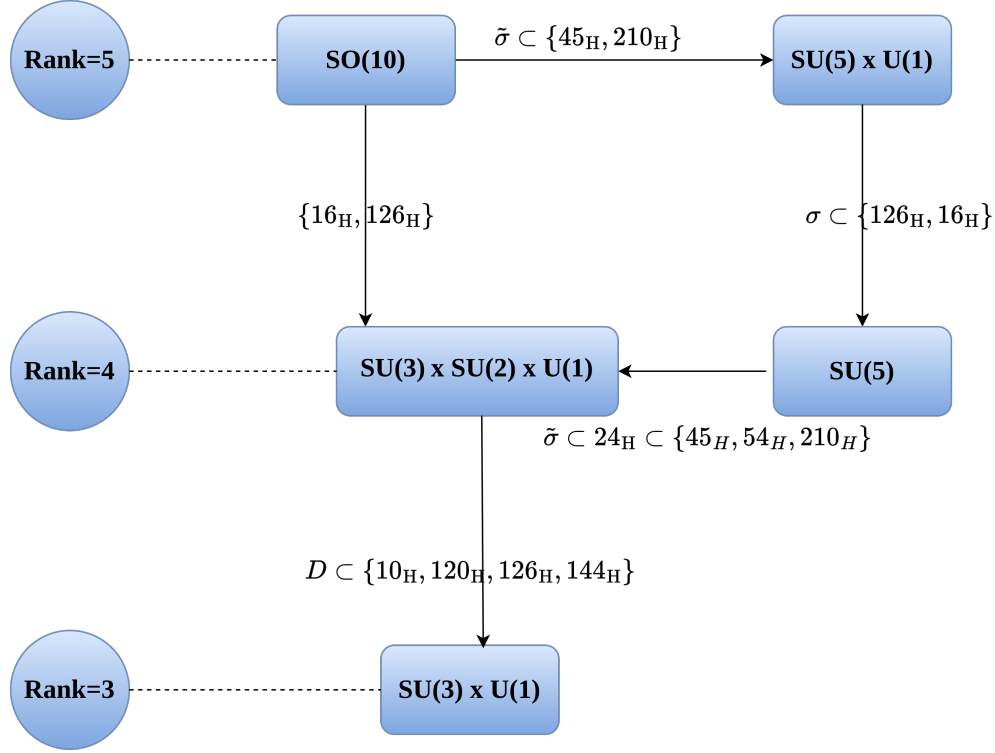 Rank=5
SO(10)
σ̃ ⊂ {45_H, 210_H}
SU(5) x U(1)
{16_H, 126_H}
σ ⊂ {126_H, 16_H}
Rank=4
SU(3) x SU(2) x U(1)
SU(5)
σ̃ ⊂ 24_H ⊂ {45_H, 54_H, 210_H}
D ⊂ {10_H, 120_H, 126_H, 144_H}
Rank=3
SU(3) x U(1)